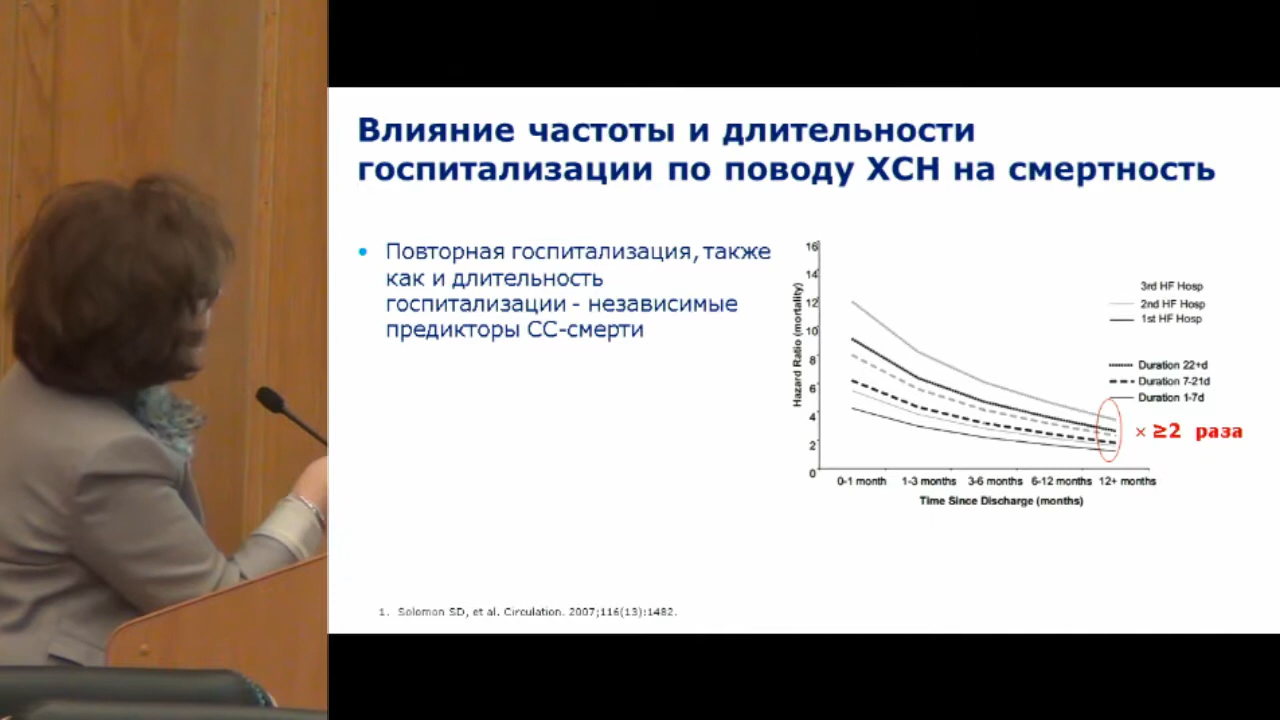 Влияние частоты и длительности
госпитализации по поводу ХСН на смертность
• Повторная госпитализация, также
как и длительность
госпитализации - независимые
предикторы СС-смерти
Hazard Ratio (mortality)
16
14
12
10
8
6
4
2
0
0-1 month 1-3 months 3-6 months 6-12 months 12+ months
Time Since Discharge (months)
3rd HF Hosp
2nd HF Hosp
1st HF Hosp
Duration 22+d
Duration 7-21d
Duration 1-7d
× ≥2 раза
1. Solomon SD, et al. Circulation. 2007;116(13):1482.